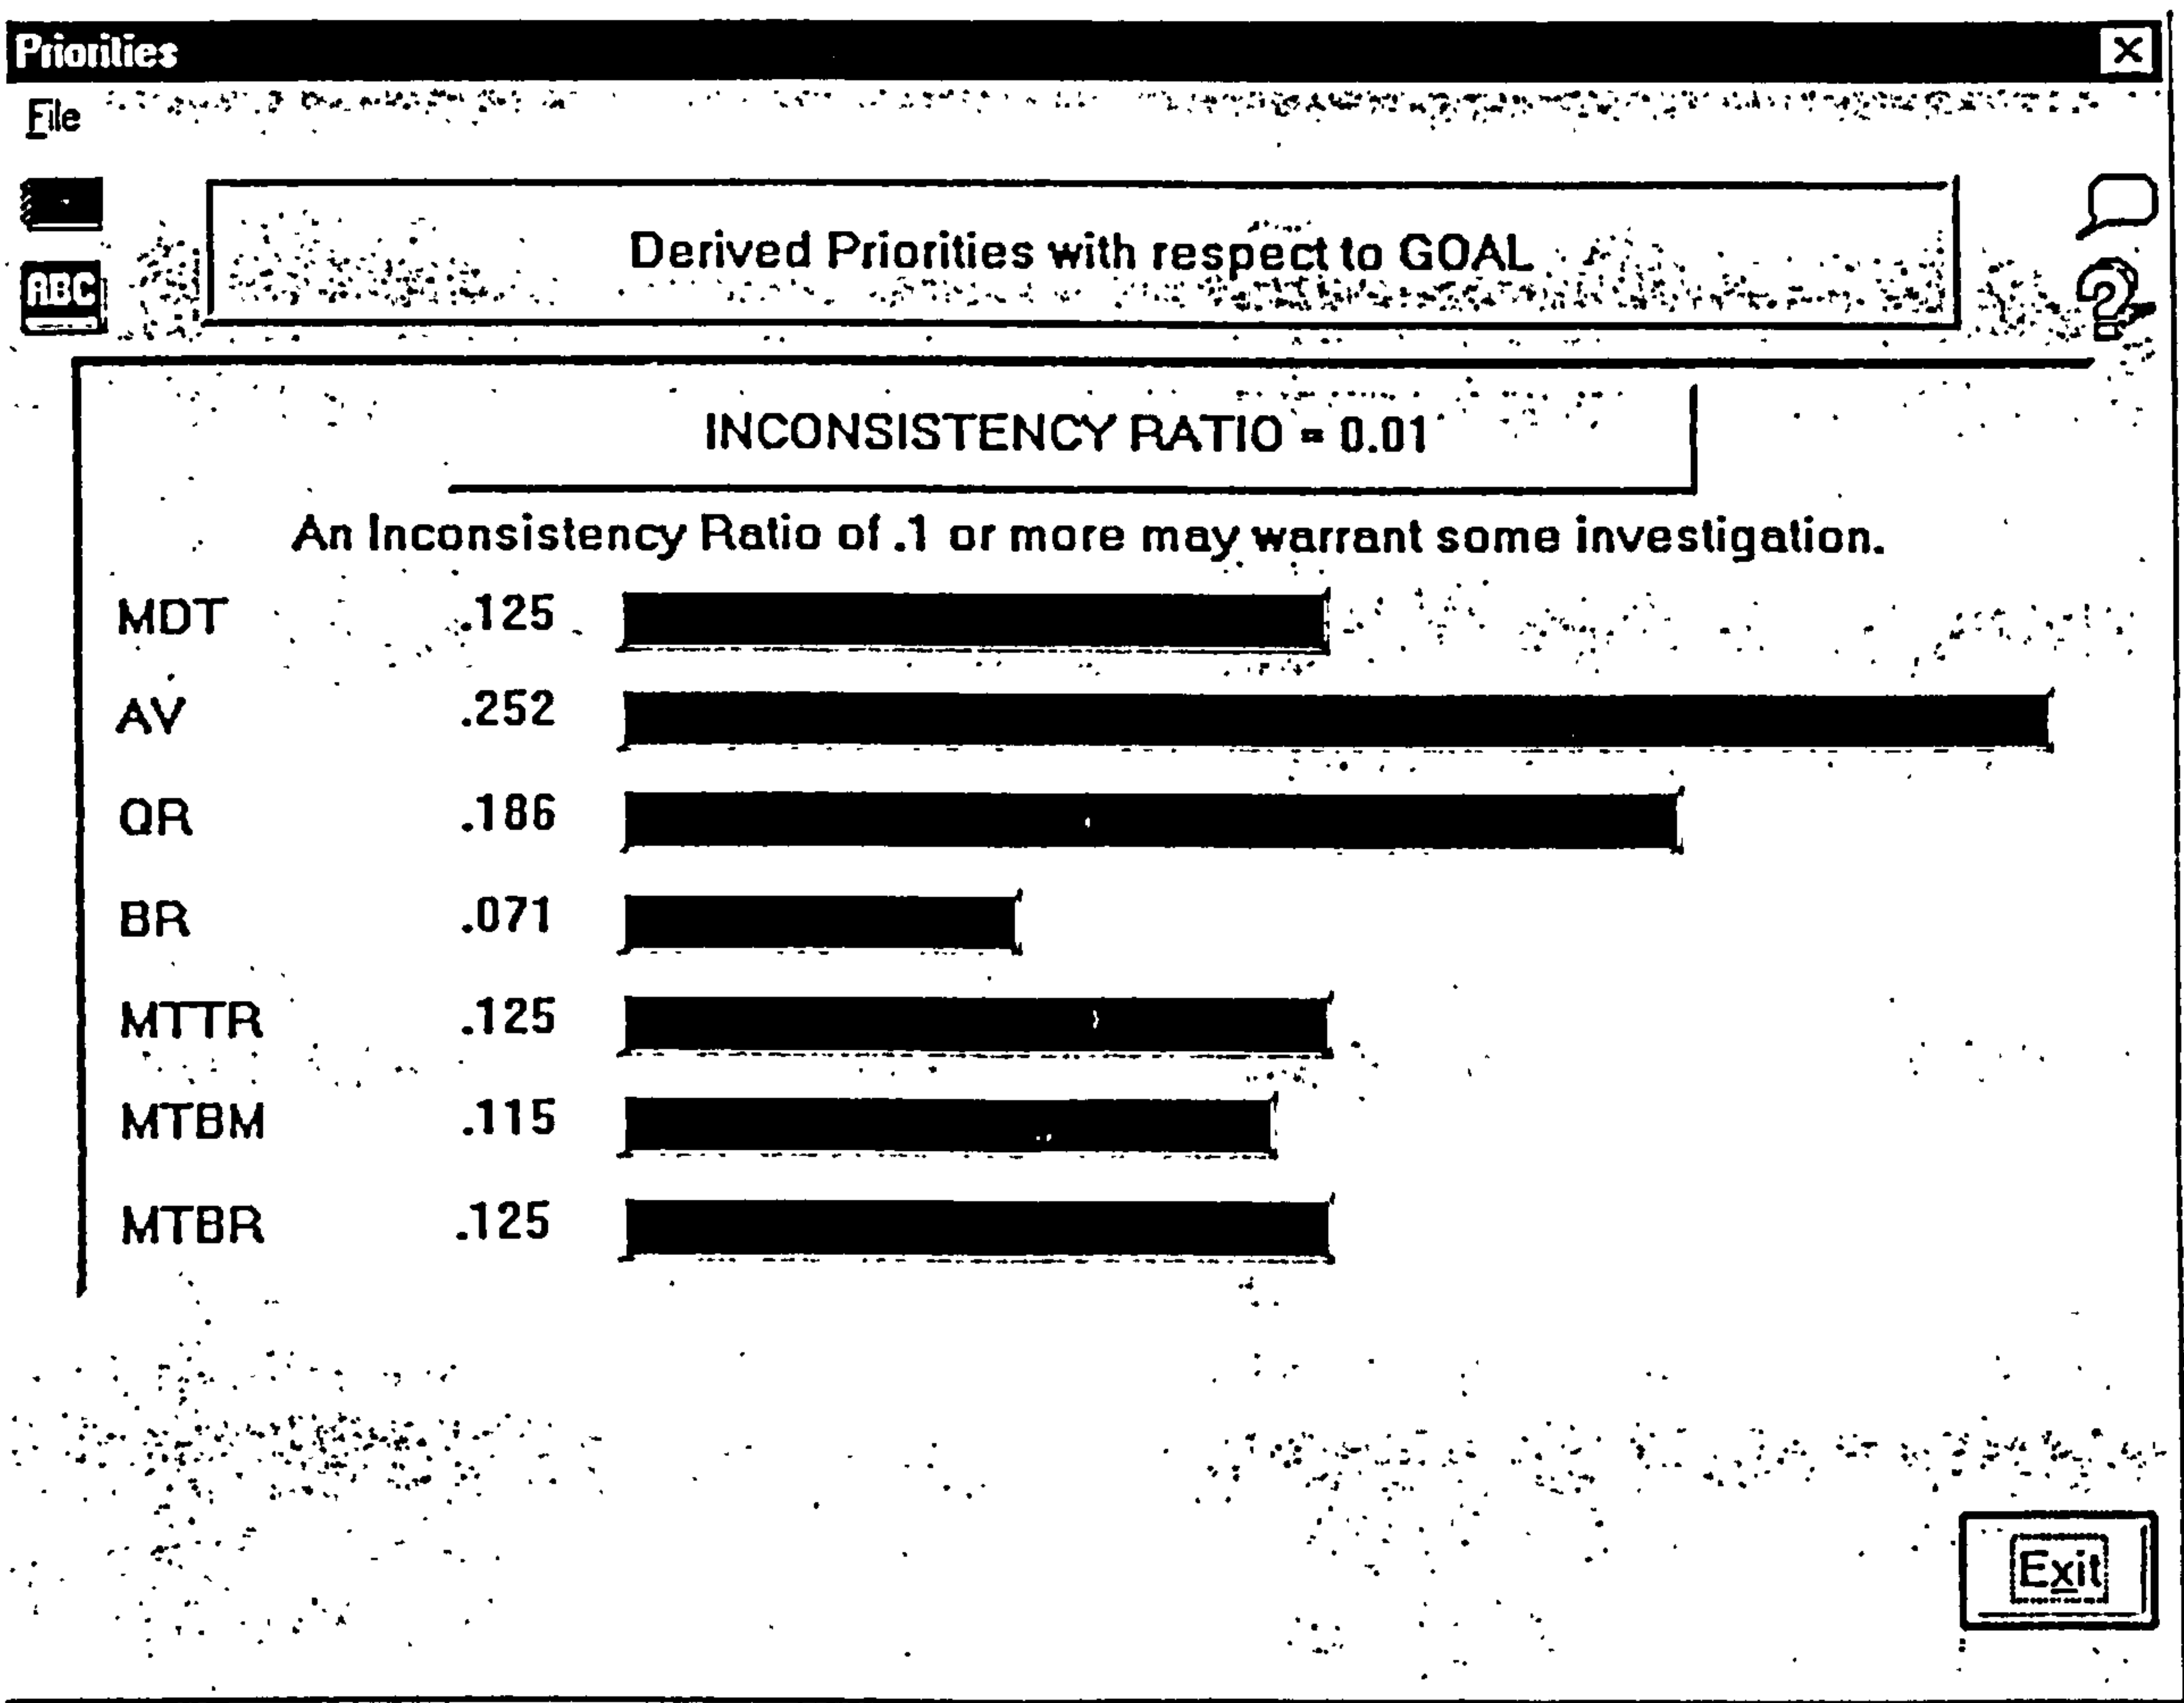 Priorities
File
ABC
Derived Priorities with respect to GOAL
INCONSISTENCY RATIO = 0.01
An Inconsistency Ratio of .1 or more may warrant some investigation.
MDT .125
AV .252
QR .186
BR .071
MTTR .125
MTBM .115
MTBR .125
Exit